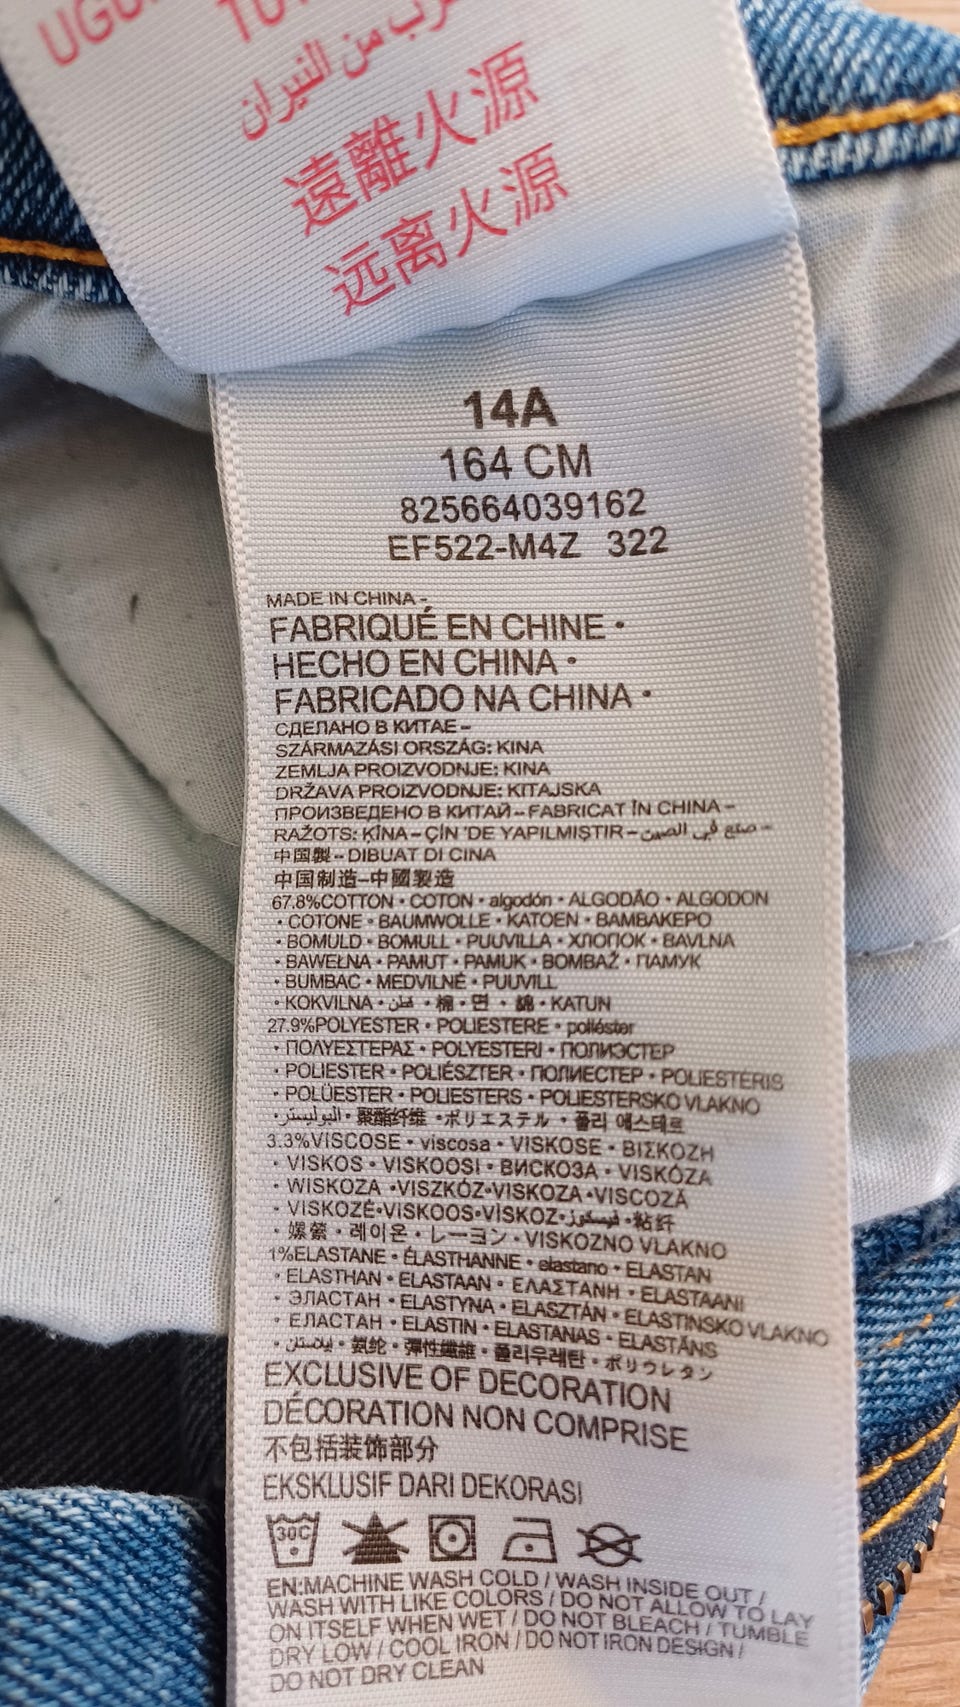 من النيران
遠離火源
远离火源
14A
164 CM
825664039162
EF522-M4Z 322
MADE IN CHINA -
FABRIQUÉ EN CHINE •
HECHO EN CHINA •
FABRICADO NA CHINA •
СДЕЛАНО В КИТАЕ –
SZÁRMAZÁSI ORSZÁG: KINA
ZEMLJA PROIZVODNJE: KINA
DRŽAVA PROIZVODNJE: KITAJSKA
ПРОИЗВЕДЕНО В КИТАЙ – FABRICAT ÎN CHINA –
RAŽOTS: ĶĪNA – ÇİN 'DE YAPILMIŞTIR – صنع في الصين –
中国製 – DIBUAT DI CINA
中国制造–中國製造
67.8%COTTON • COTON • algodón • ALGODÃO • ALGODON
• COTONE • BAUMWOLLE • KATOEN • ΒΑΜΒΑΚΕΡΟ
• BOMULD • BOMULL • PUUVILLA • ХЛОПОК • BAVLNA
• BAWEŁNA • PAMUT • PAMUK • BOMBAŽ • ПАМУК
• BUMBAC • MEDVILNĖ • PUUVILL
• KOKVILNA • قطن • 棉 • 면 • 綿 • KATUN
27.9%POLYESTER • POLIESTERE • poliéster
• ΠΟΛΥΕΣΤΕΡΑΣ • POLYESTERI • ПОЛИЭСТЕР
• POLIESTER • POLIÉSZTER • ПОЛИЕСТЕР • POLIESTERIS
• POLÜESTER • POLIESTERS • POLIESTERSKO VLAKNO
• البوليستر • 聚酯纤维 • ポリエステル • 폴리 에스테르
3.3%VISCOSE • viscosa • VISKOSE • ΒΙΣΚΟΖΗ
• VISKOS • VISKOOSI • ВИСКОЗА • VISKÓZA
• WISKOZA •VISZKÓZ•VISKOZA •VISCOZĂ
• VISKOZĖ•VISKOOS•VISKOZ•فيسكوز •粘纤
• 嫘縈 • 레이온 • レーヨン • VISKOZNO VLAKNO
1%ELASTANE • ÉLASTHANNE • elastano • ELASTAN
• ELASTHAN • ELASTAAN • ΕΛΑΣΤΑΝΗ • ELASTAANI
• ЭЛАСТАН • ELASTYNA • ELASZTÁN • ELASTINSKO VLAKNO
• ЕЛАСТАН • ELASTIN • ELASTANAS • ELASTĀNS
• إيلاستان • 氨纶 • 彈性纖維 • 폴리우레탄 • ポリウレタン
EXCLUSIVE OF DECORATION
DÉCORATION NON COMPRISE
不包括装饰部分
EKSKLUSIF DARI DEKORASI
30C
EN:MACHINE WASH COLD / WASH INSIDE OUT /
WASH WITH LIKE COLORS / DO NOT ALLOW TO LAY
ON ITSELF WHEN WET / DO NOT BLEACH / TUMBLE
DRY LOW / COOL IRON / DO NOT IRON DESIGN /
DO NOT DRY CLEAN